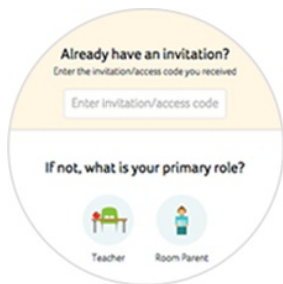 Already have an invitation?
Enter the invitation/access code you received
Enter invitation/access code
If not, what is your primary role?
Teacher
Room Parent